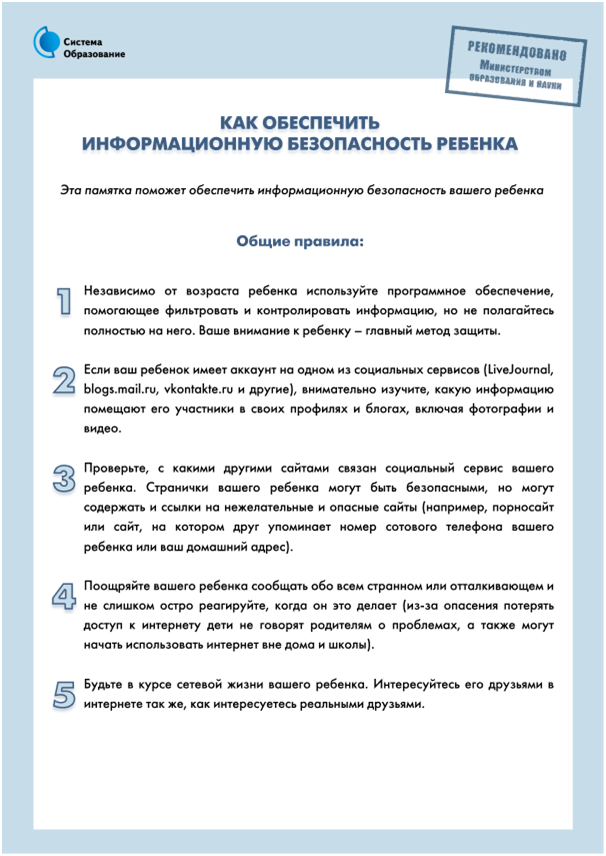 Система
Образование
РЕКОМЕНДОВАНО
Министерством
образования и науки
КАК ОБЕСПЕЧИТЬ
ИНФОРМАЦИОННУЮ БЕЗОПАСНОСТЬ РЕБЕНКА
Эта памятка поможет обеспечить информационную безопасность вашего ребенка
Общие правила:
1 Независимо от возраста ребенка используйте программное обеспечение,
помогающее фильтровать и контролировать информацию, но не полагайтесь
полностью на него. Ваше внимание к ребенку – главный метод защиты.
2 Если ваш ребенок имеет аккаунт на одном из социальных сервисов (LiveJournal,
blogs.mail.ru, vkontakte.ru и другие), внимательно изучите, какую информацию
помещают его участники в своих профилях и блогах, включая фотографии и
видео.
3 Проверьте, с какими другими сайтами связан социальный сервис вашего
ребенка. Странички вашего ребенка могут быть безопасными, но могут
содержать и ссылки на нежелательные и опасные сайты (например, порносайт
или сайт, на котором друг упоминает номер сотового телефона вашего
ребенка или ваш домашний адрес).
4 Поощряйте вашего ребенка сообщать обо всем странном или отталкивающем и
не слишком остро реагируйте, когда он это делает (из-за опасения потерять
доступ к интернету дети не говорят родителям о проблемах, а также могут
начать использовать интернет вне дома и школы).
5 Будьте в курсе сетевой жизни вашего ребенка. Интересуйтесь его друзьями в
интернете так же, как интересуетесь реальными друзьями.